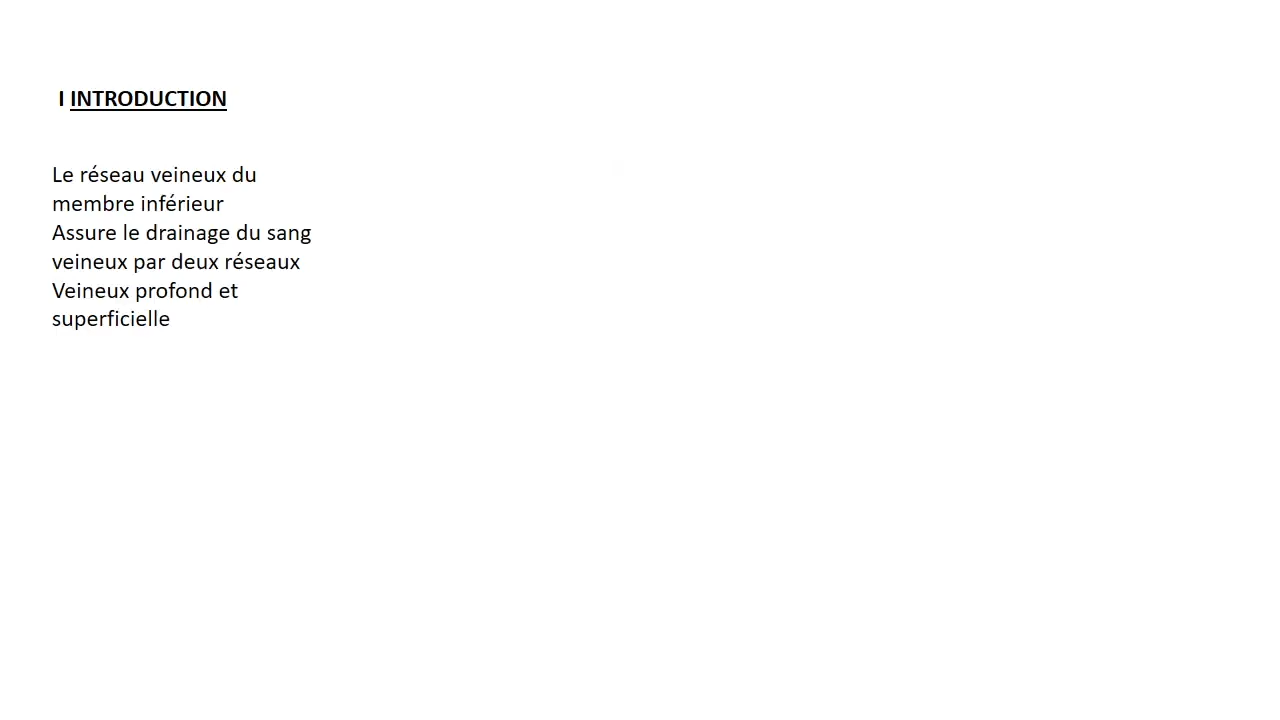 I INTRODUCTION
Le réseau veineux du
membre inférieur
Assure le drainage du sang
veineux par deux réseaux
Veineux profond et
superficielle